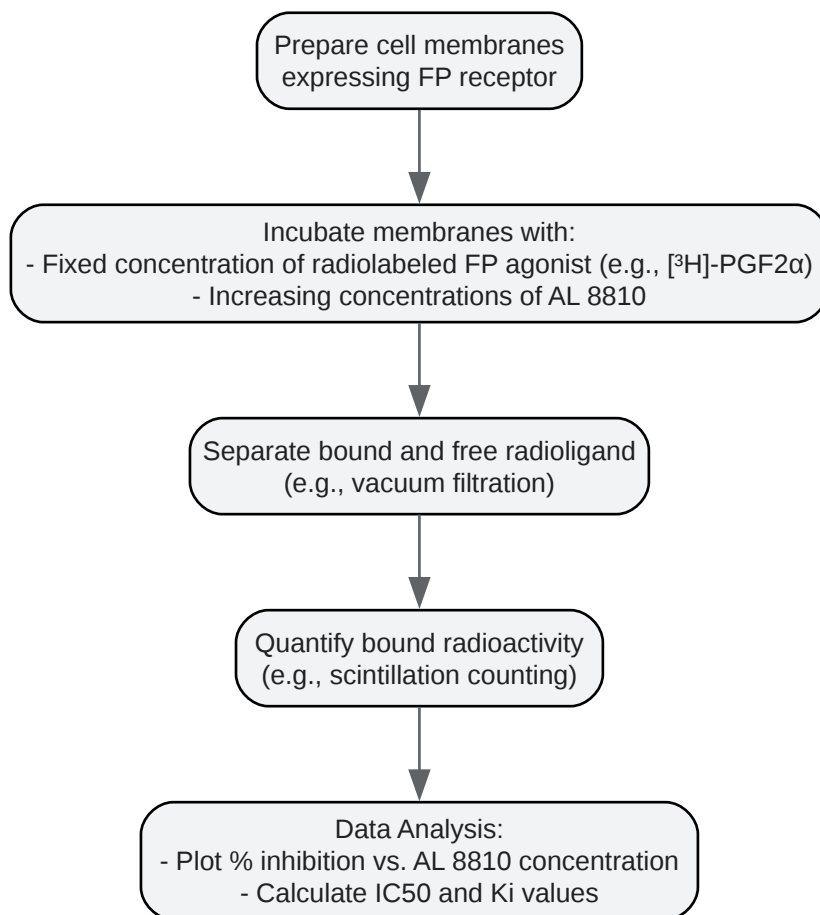 Prepare cell membranes
expressing FP receptor
Incubate membranes with:
- Fixed concentration of radiolabeled FP agonist (e.g., [³H]-PGF2α)
- Increasing concentrations of AL 8810
Separate bound and free radioligand
(e.g., vacuum filtration)
Quantify bound radioactivity
(e.g., scintillation counting)
Data Analysis:
- Plot % inhibition vs. AL 8810 concentration
- Calculate IC50 and Ki values